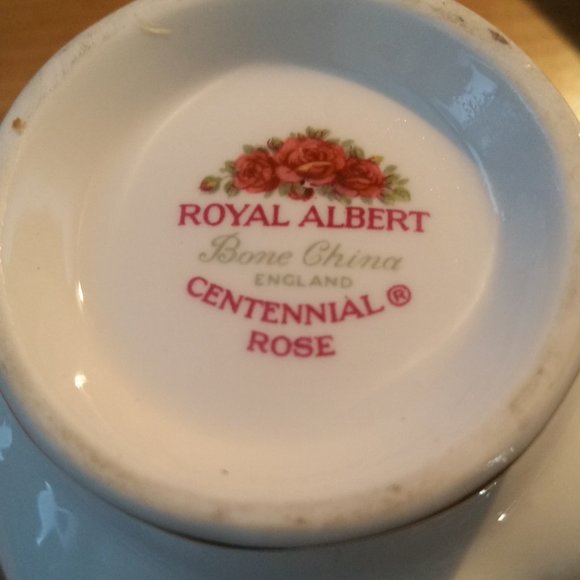 ROYAL ALBERT
Bone China
ENGLAND
CENTENNIAL ®
ROSE